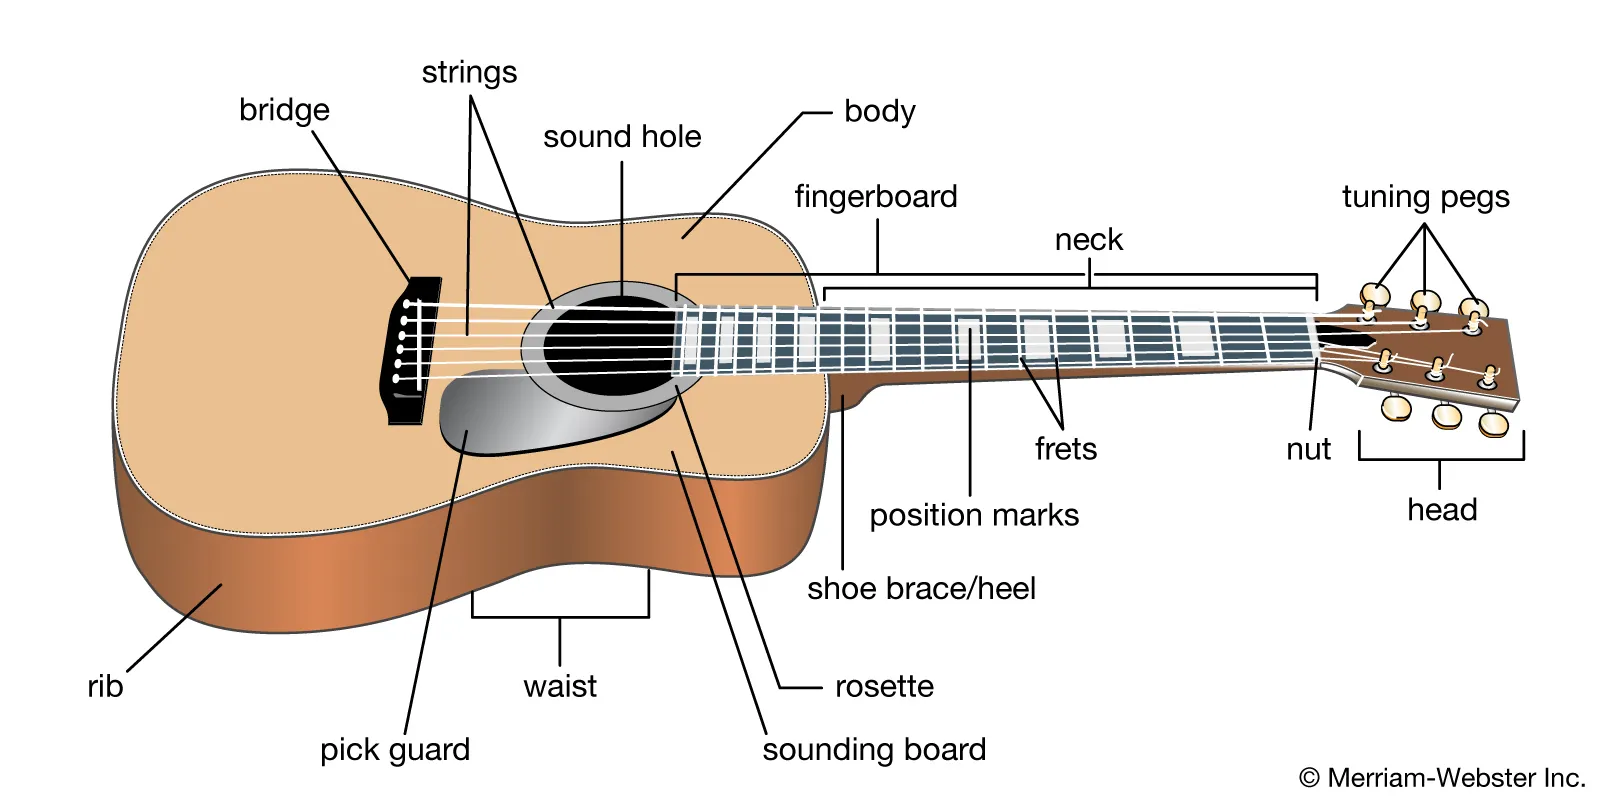 strings
bridge
body
sound hole
fingerboard
tuning pegs
neck
frets
nut
head
position marks
shoe brace/heel
rib
waist
rosette
pick guard
sounding board
© Merriam-Webster Inc.